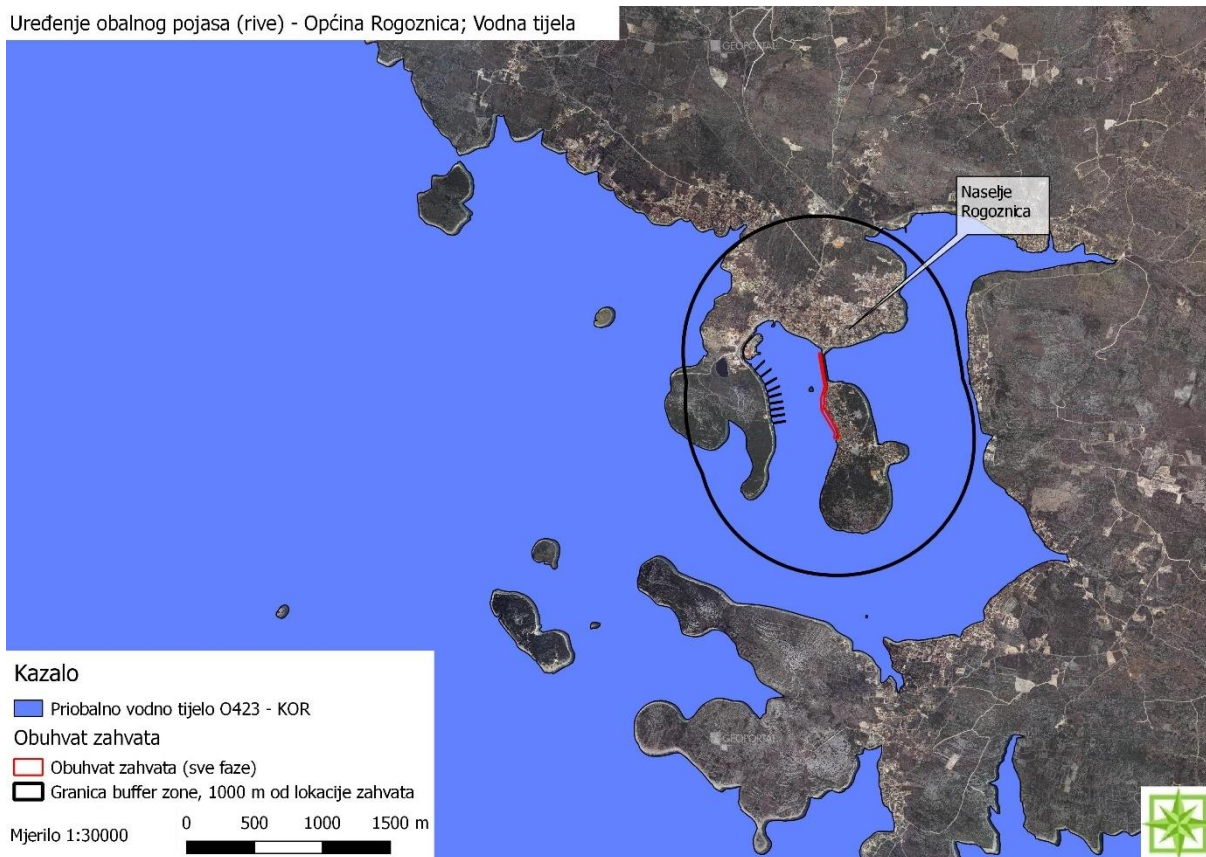 Uređenje obalnog pojasa (rive) - Općina Rogoznica; Vodna tijela
GEOPORTAL
Naselje
Rogoznica
GEOPORTAL
Kazalo
Priobalno vodno tijelo O423 - KOR
Obuhvat zahvata
Obuhvat zahvata (sve faze)
Granica buffer zone, 1000 m od lokacije zahvata
Mjerilo 1:30000
0 500 1000 1500 m